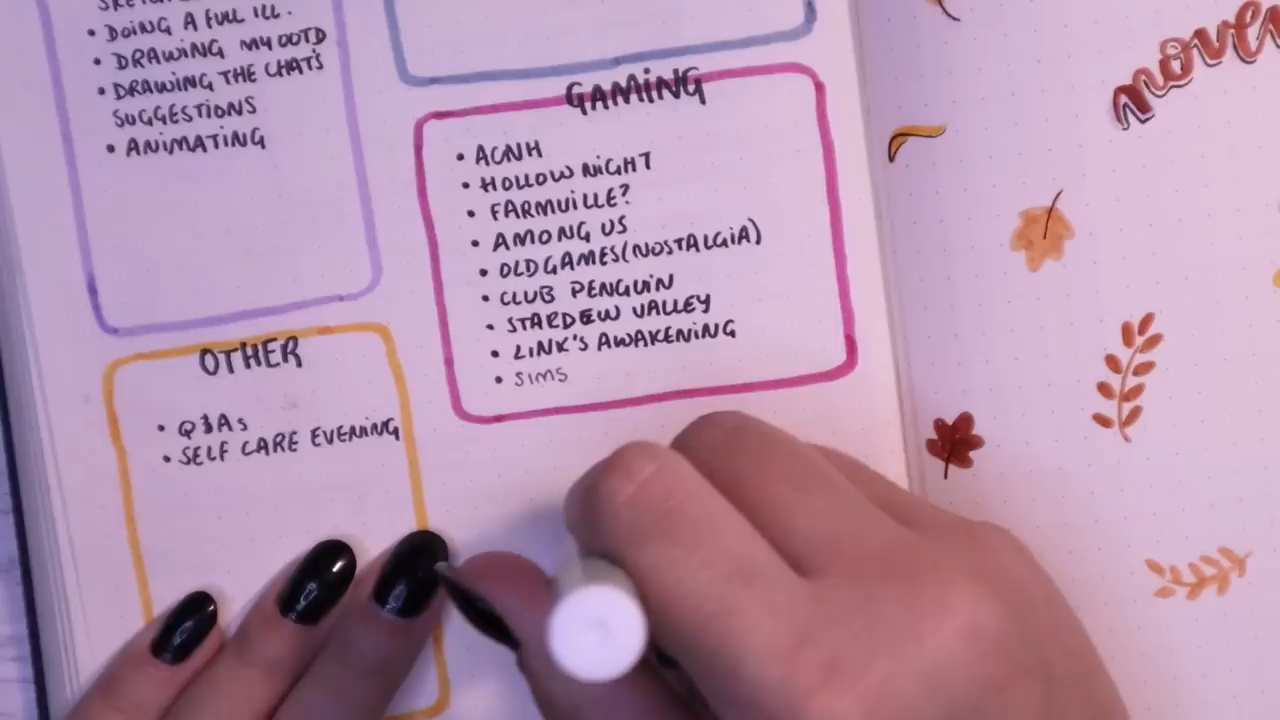 • DOING A FULL ILL.
• DRAWING MY OOTD
• DRAWING THE CHAT'S
SUGGESTIONS
• ANIMATING
GAMING
• ACNH
• HOLLOW NIGHT
• FARMVILLE?
• AMONG US
• OLD GAMES (NOSTALGIA)
• CLUB PENGUIN
• STARDEW VALLEY
• LINK'S AWAKENING
• SIMS
OTHER
• Q&As
• SELF CARE EVENING